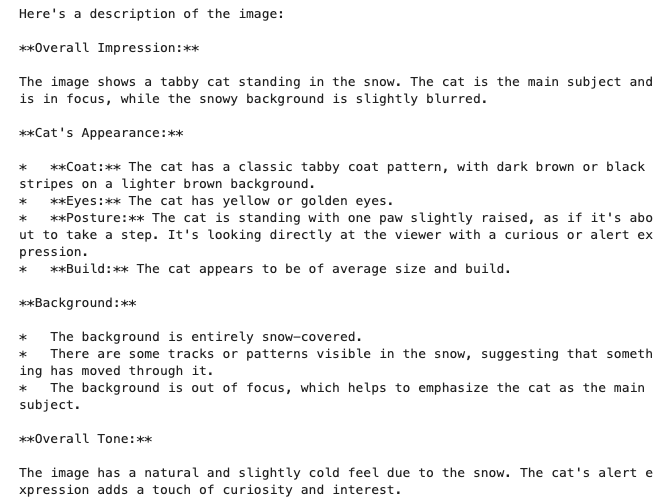 Here's a description of the image:
**Overall Impression:**
The image shows a tabby cat standing in the snow. The cat is the main subject and
is in focus, while the snowy background is slightly blurred.
**Cat's Appearance:**
*   **Coat:** The cat has a classic tabby coat pattern, with dark brown or black
stripes on a lighter brown background.
*   **Eyes:** The cat has yellow or golden eyes.
*   **Posture:** The cat is standing with one paw slightly raised, as if it's abo
ut to take a step. It's looking directly at the viewer with a curious or alert ex
pression.
*   **Build:** The cat appears to be of average size and build.
**Background:**
*   The background is entirely snow-covered.
*   There are some tracks or patterns visible in the snow, suggesting that someth
ing has moved through it.
*   The background is out of focus, which helps to emphasize the cat as the main
subject.
**Overall Tone:**
The image has a natural and slightly cold feel due to the snow. The cat's alert e
xpression adds a touch of curiosity and interest.